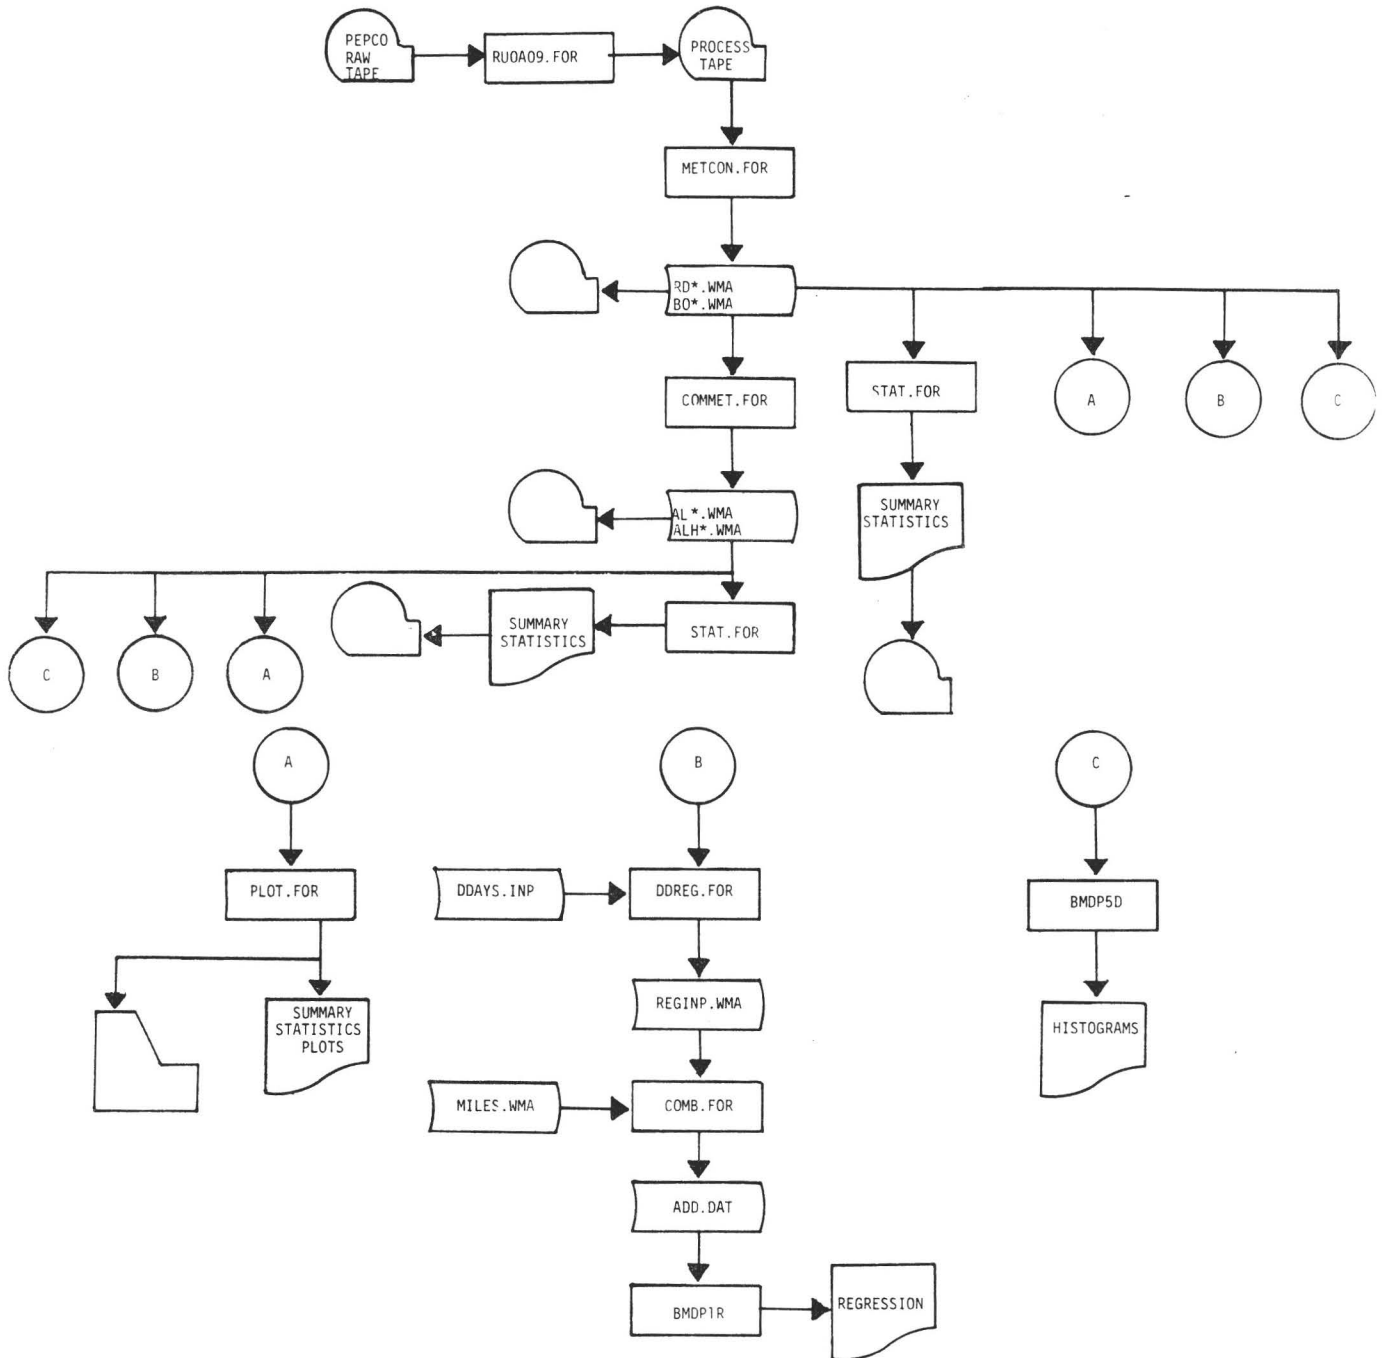 PEPCO
RAW
TAPE
RUOA09.FOR
PROCESS
TAPE
METCON.FOR
RD*.WMA
BO*.WMA
COMMET.FOR
STAT.FOR
A
B
C
AL*.WMA
ALH*.WMA
SUMMARY
STATISTICS
C
B
A
SUMMARY
STATISTICS
STAT.FOR
A
B
C
PLOT.FOR
DDAYS.INP
DDREG.FOR
BMDP5D
SUMMARY
STATISTICS
PLOTS
REGINP.WMA
HISTOGRAMS
MILES.WMA
COMB.FOR
ADD.DAT
BMDP1R
REGRESSION